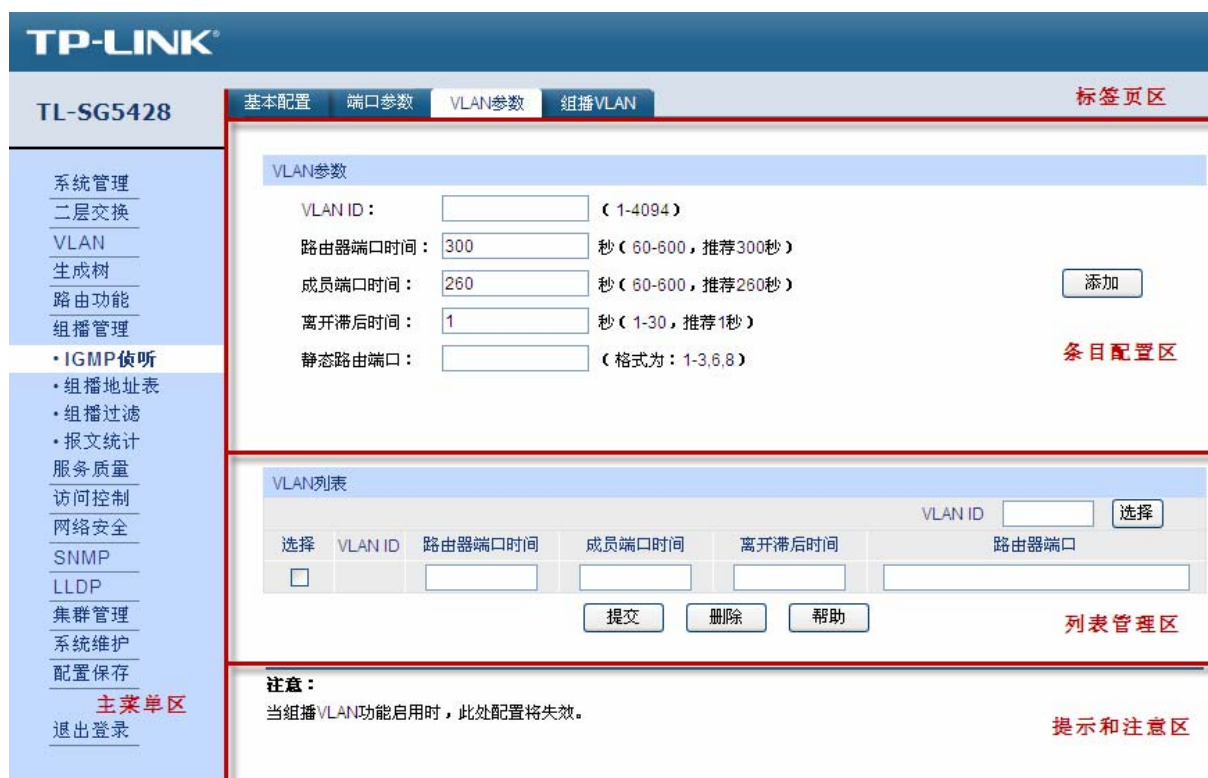 TP-LINK®
TL-SG5428
基本配置 端口参数 VLAN参数 组播VLAN 标签页区
系统管理
二层交换
VLAN
生成树
路由功能
组播管理
·IGMP侦听
·组播地址表
·组播过滤
·报文统计
服务质量
访问控制
网络安全
SNMP
LLDP
集群管理
系统维护
配置保存
主菜单区
退出登录
VLAN参数
VLAN ID: (1-4094)
路由器端口时间: 300 秒(60-600,推荐300秒)
成员端口时间: 260 秒(60-600,推荐260秒)
添加
离开滞后时间: 1 秒(1-30,推荐1秒)
静态路由端口: (格式为:1-3,6,8)
条目配置区
VLAN列表
VLAN ID 选择
选择 VLAN ID 路由器端口时间 成员端口时间 离开滞后时间 路由器端口
提交 删除 帮助
列表管理区
注意:
当组播VLAN功能启用时,此处配置将失效。
提示和注意区